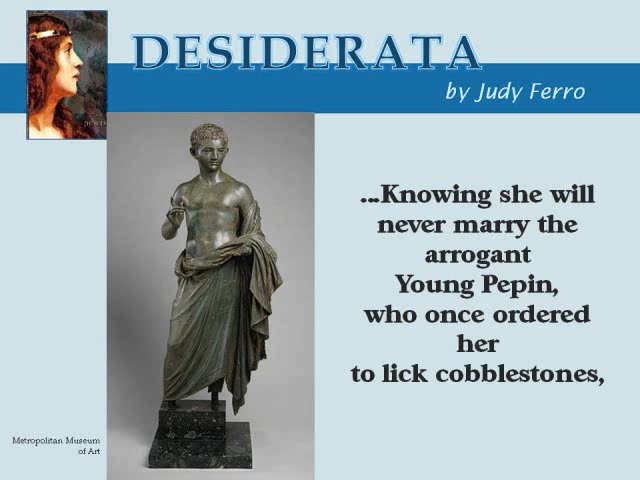 DESIDERATA
by Judy Ferro
...Knowing she will
never marry the
arrogant
Young Pepin,
who once ordered
her
to lick cobblestones,
Metropolitan Museum
of Art